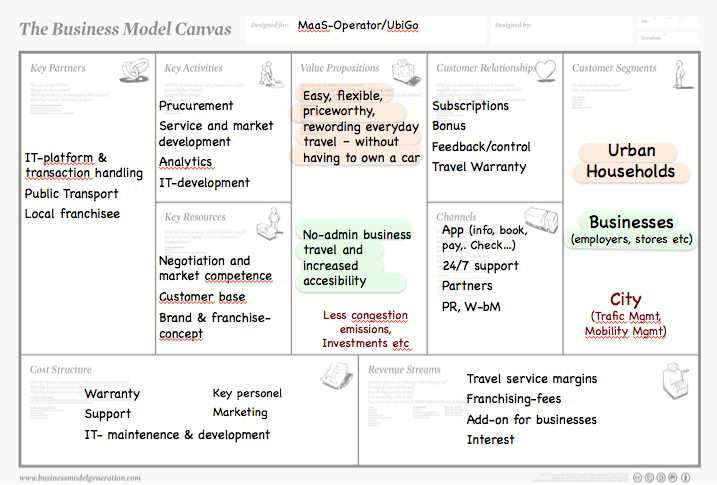 The Business Model Canvas
Designed for:
MaaS-Operator/UbiGo
Designed by:
On:
Iteration:
Key Partners
IT-platform &
transaction handling
Public Transport
Local franchisee
Key Activities
Prucurement
Service and market
development
Analytics
IT-development
Key Resources
Negotiation and
market competence
Customer base
Brand & franchise-
concept
Value Propositions
Easy, flexible,
priceworthy,
rewording everyday
travel – without
having to own a car
No-admin business
travel and
increased
accesibility
Less congestion
emissions,
Investments etc
Customer Relationships
Subscriptions
Bonus
Feedback/control
Travel Warranty
Channels
App (info, book,
pay,. Check...)
24/7 support
Partners
PR, W-bM
Customer Segments
Urban
Households
Businesses
(employers, stores etc)
City
(Trafic Mgmt,
Mobility Mgmt)
Cost Structure
Warranty
Support
IT- maintenence & development
Key personel
Marketing
Revenue Streams
Travel service margins
Franchising-fees
Add-on for businesses
Interest
www.businessmodelgeneration.com